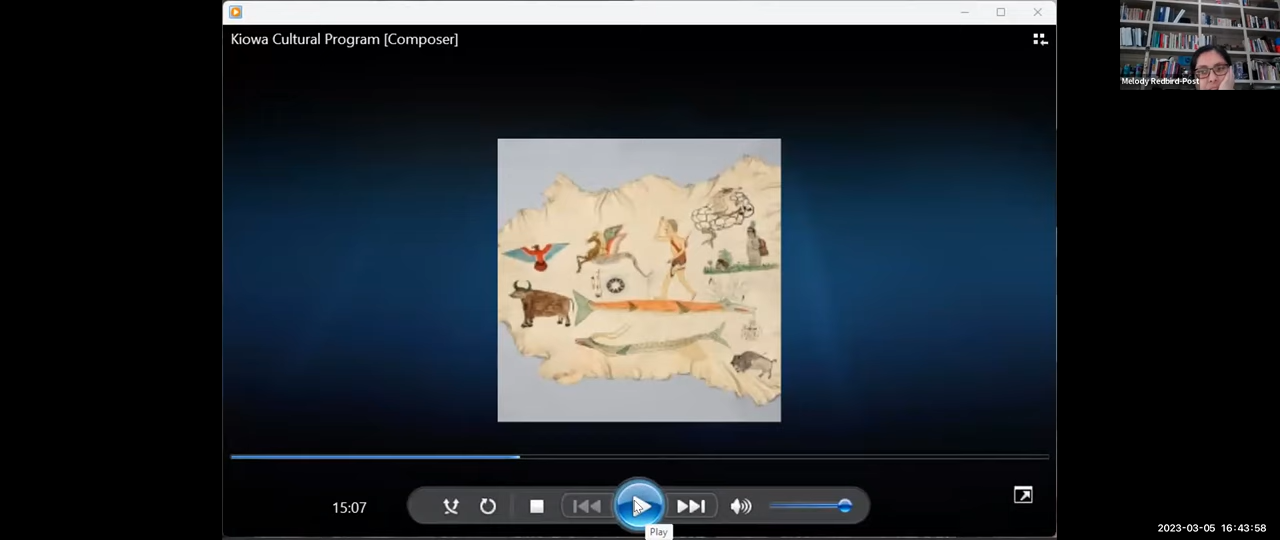 Kiowa Cultural Program [Composer]
Melody Redbird-Post
15:07
Play
2023-03-05 16:43:58